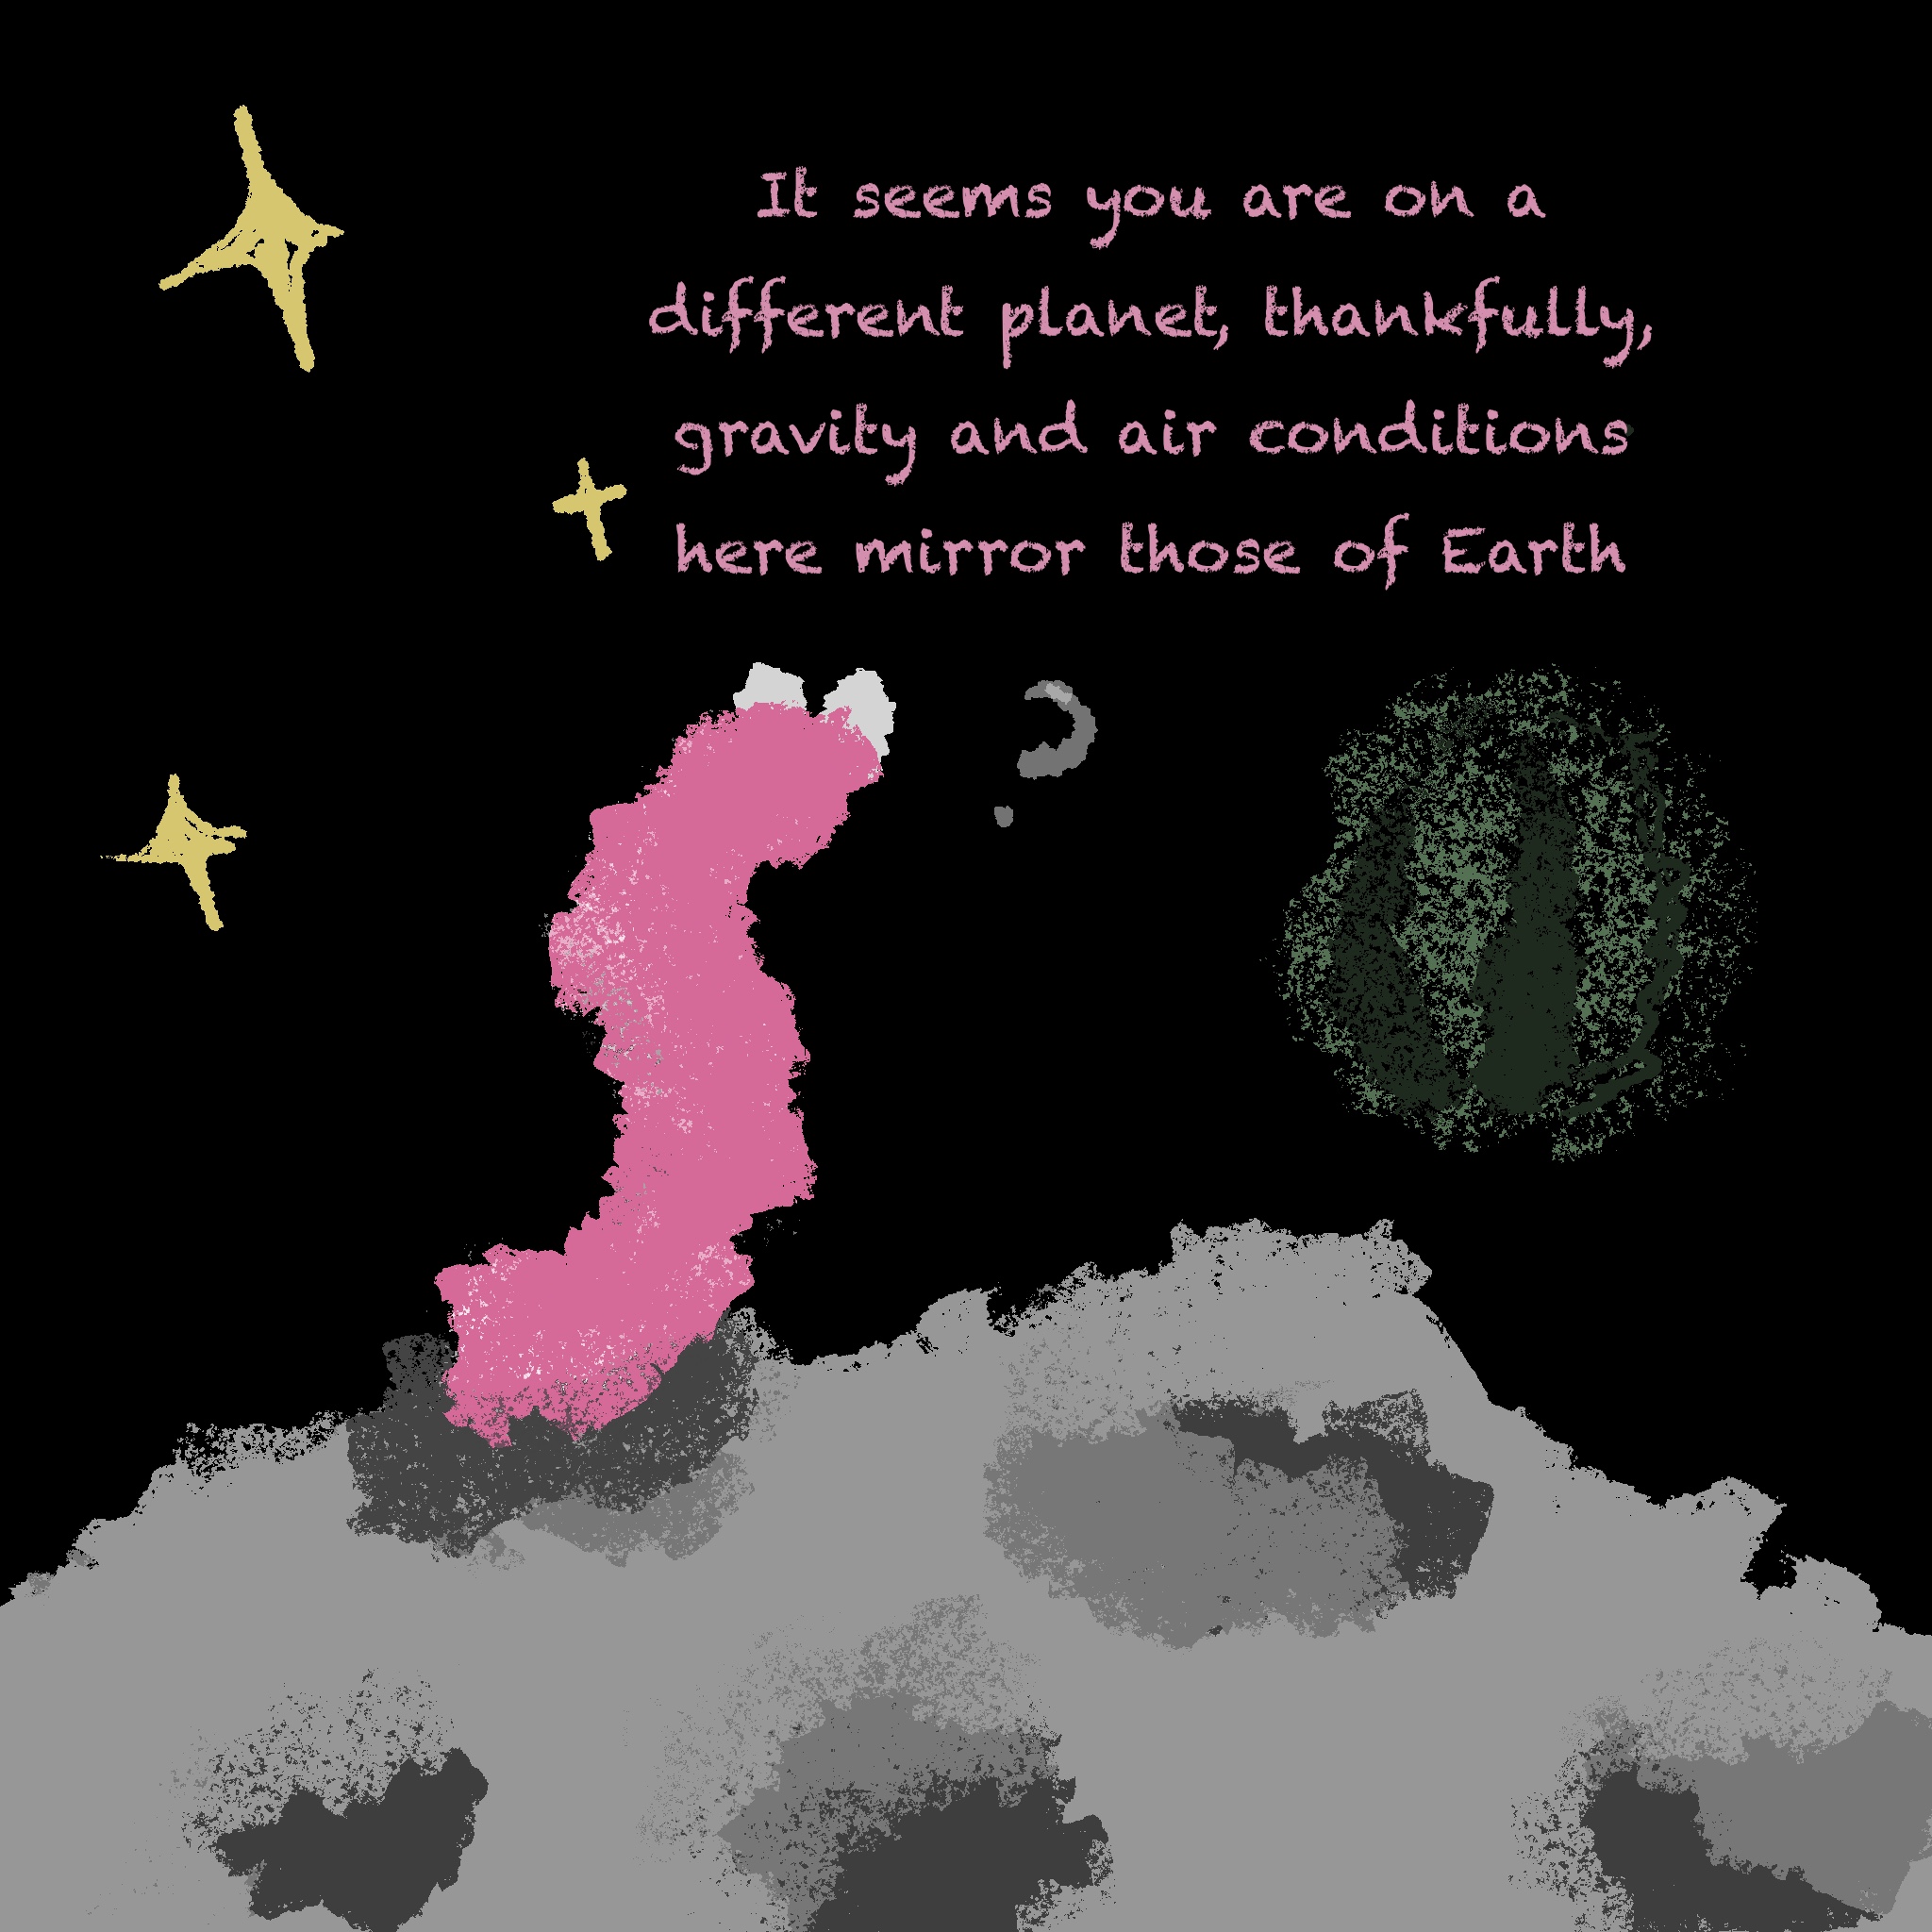 It seems you are on a
different planet, thankfully,
gravity and air conditions
here mirror those of Earth
?